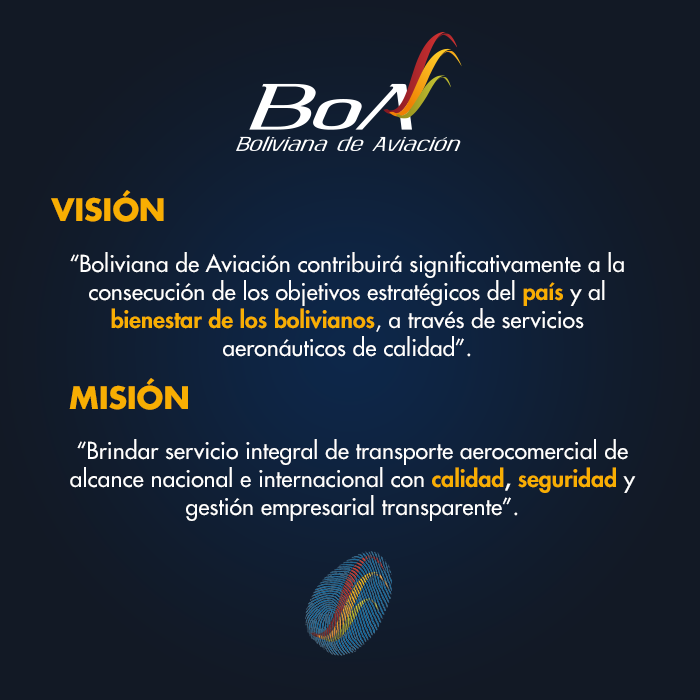 BoA
Boliviana de Aviación
VISIÓN
“Boliviana de Aviación contribuirá significativamente a la
consecución de los objetivos estratégicos del país y al
bienestar de los bolivianos, a través de servicios
aeronáuticos de calidad”.
MISIÓN
“Brindar servicio integral de transporte aerocomercial de
alcance nacional e internacional con calidad, seguridad y
gestión empresarial transparente”.